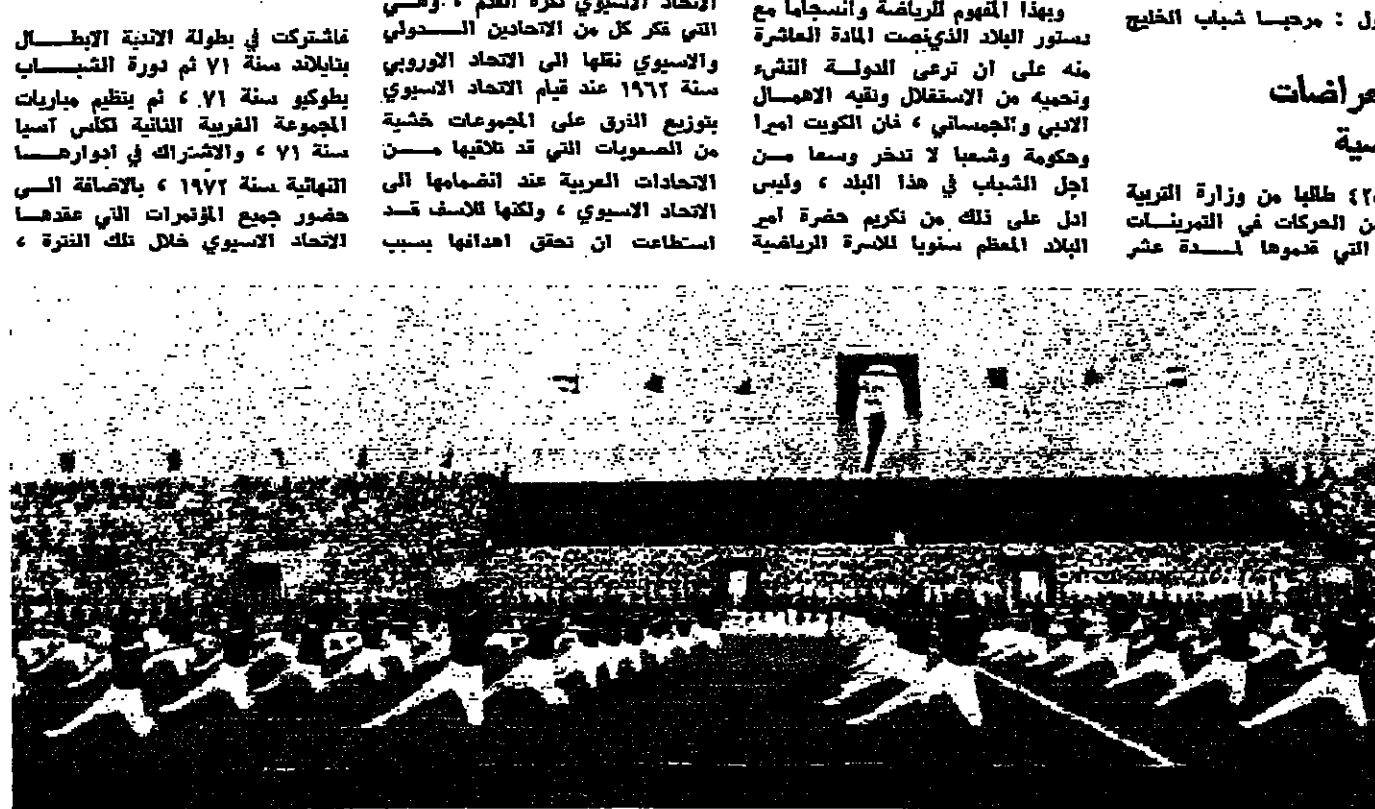 ول : مرحبا شباب الخليج
راضات
سية
٤٢ طالبا من وزارة التربية
ن الحركات في التمرينات
التي قدموها لمدة عشر
وبهذا المفهوم للرياضة وانسجاما مع
دستور البلاد الذي نصت المادة العاشرة
منه على ان ترعى الدولة النشء
وتحميه من الاستغلال وتقيه الاهمال
الادبي والجسماني ، فان الكويت اميرا
وحكومة وشعبا لا تدخر وسعا من
اجل الشباب في هذا البلد ، وليس
ادل على ذلك من تكريم حضرة امير
البلاد المعظم سنويا للاسرة الرياضية
الاتحاد الاسيوي لكرة القدم ، وهي
التي فكر كل من الاتحادين الدولي
والاسيوي نقلها الى الاتحاد الاوروبي
سنة ١٩٦٢ عند قيام الاتحاد الاسيوي
بتوزيع الفرق على المجموعات خشية
من الصعوبات التي قد تلاقيها من
الاتحادات العربية عند انضمامها الى
الاتحاد الاسيوي ، ولكنها للاسف قد
استطاعت ان تحقق اهدافها بسبب
فاشتركت في بطولة الاندية الابطال
بتايلاند سنة ٧١ ثم دورة الشباب
بطوكيو سنة ٧١ ، ثم بتنظيم مباريات
المجموعة الغربية الثانية لكاس آسيا
سنة ٧١ ، والاشتراك في ادوارها
النهائية سنة ١٩٧٢ ، بالاضافة الى
حضور جميع المؤتمرات التي عقدها
الاتحاد الاسيوي خلال تلك الفترة ،